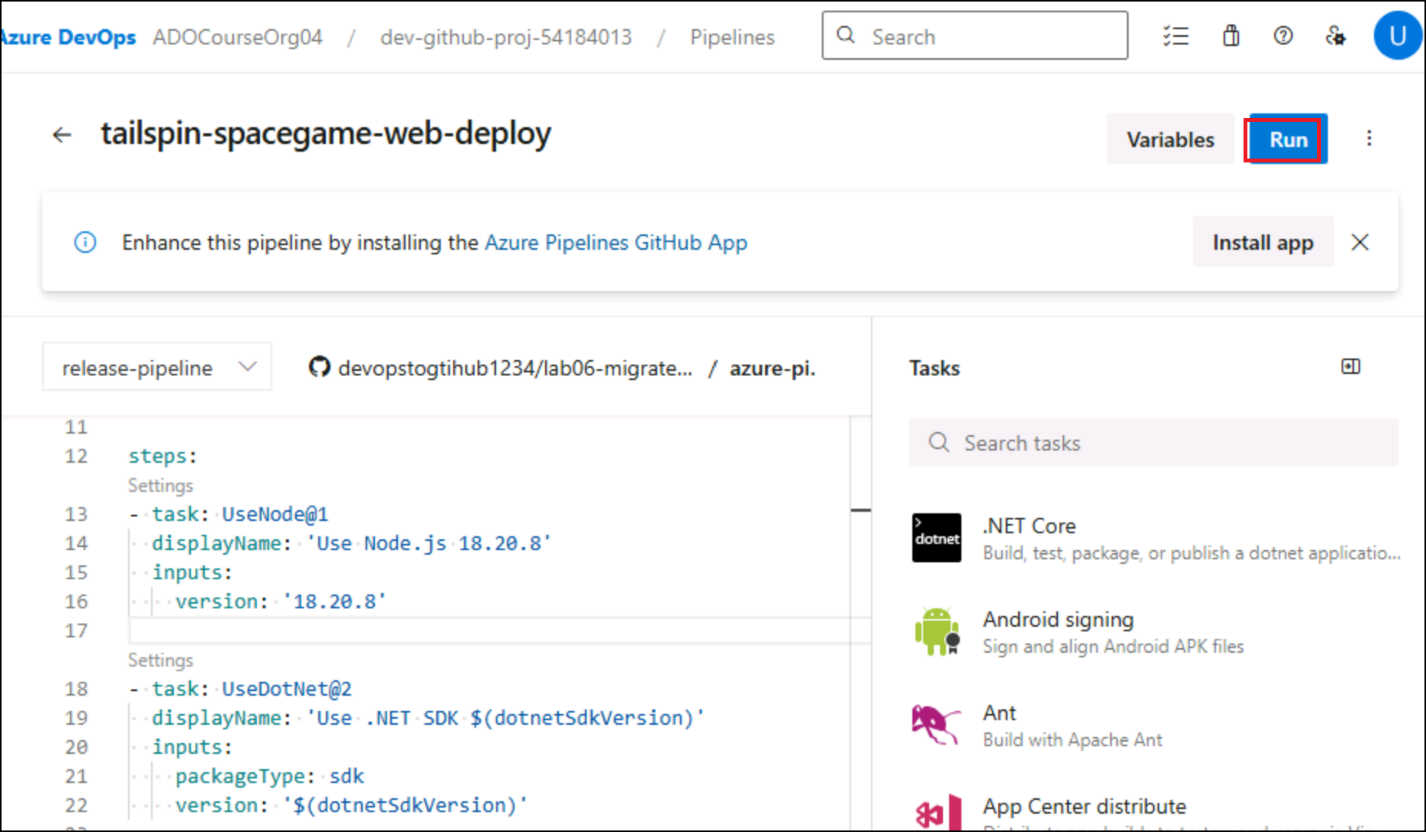 Azure DevOps ADOCourseOrg04 / dev-github-proj-54184013 / Pipelines Search U
tailspin-spacegame-web-deploy Variables Run
Enhance this pipeline by installing the Azure Pipelines GitHub App Install app
release-pipeline devopstogtihub1234/lab06-migrate... / azure-pi.
11
12 steps:
Settings
13 - task: UseNode@1
14 displayName: 'Use Node.js 18.20.8'
15 inputs:
16 version: '18.20.8'
17
Settings
18 - task: UseDotNet@2
19 displayName: 'Use .NET SDK $(dotnetSdkVersion)'
20 inputs:
21 packageType: sdk
22 version: '$(dotnetSdkVersion)'
Tasks
Search tasks
dotnet
.NET Core
Build, test, package, or publish a dotnet applicatio...
Android signing
Sign and align Android APK files
Ant
Build with Apache Ant
App Center distribute